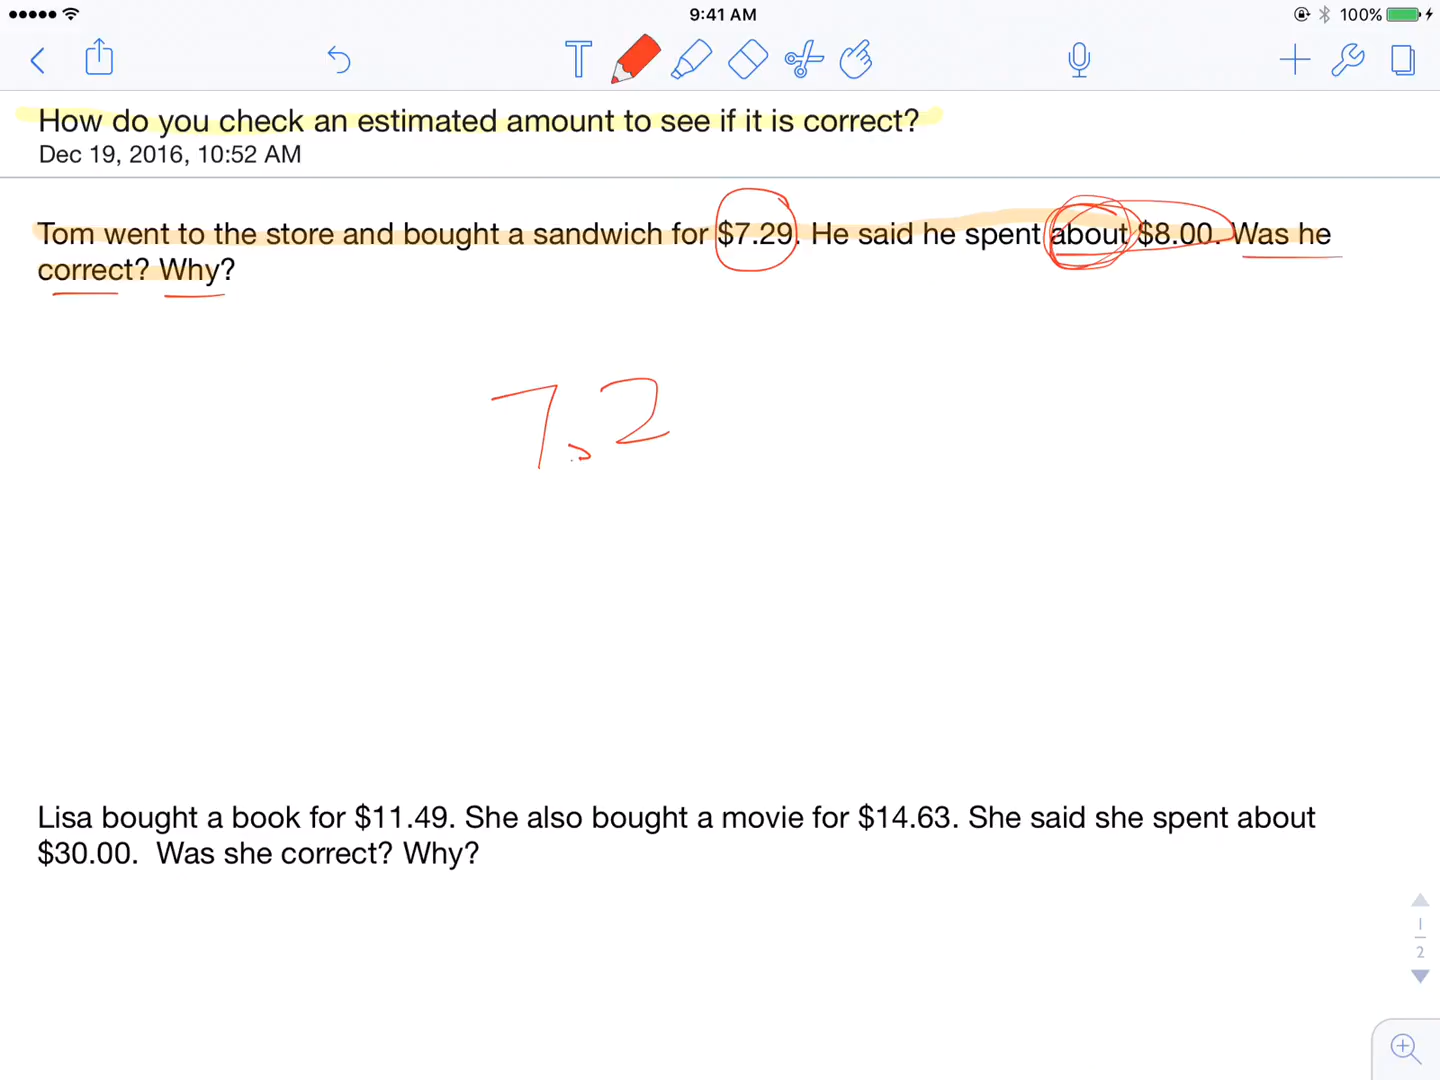 9:41 AM
100%
T
How do you check an estimated amount to see if it is correct?
Dec 19, 2016, 10:52 AM
Tom went to the store and bought a sandwich for $7.29. He said he spent about $8.00. Was he
correct? Why?
7.2
Lisa bought a book for $11.49. She also bought a movie for $14.63. She said she spent about
$30.00. Was she correct? Why?
1
2